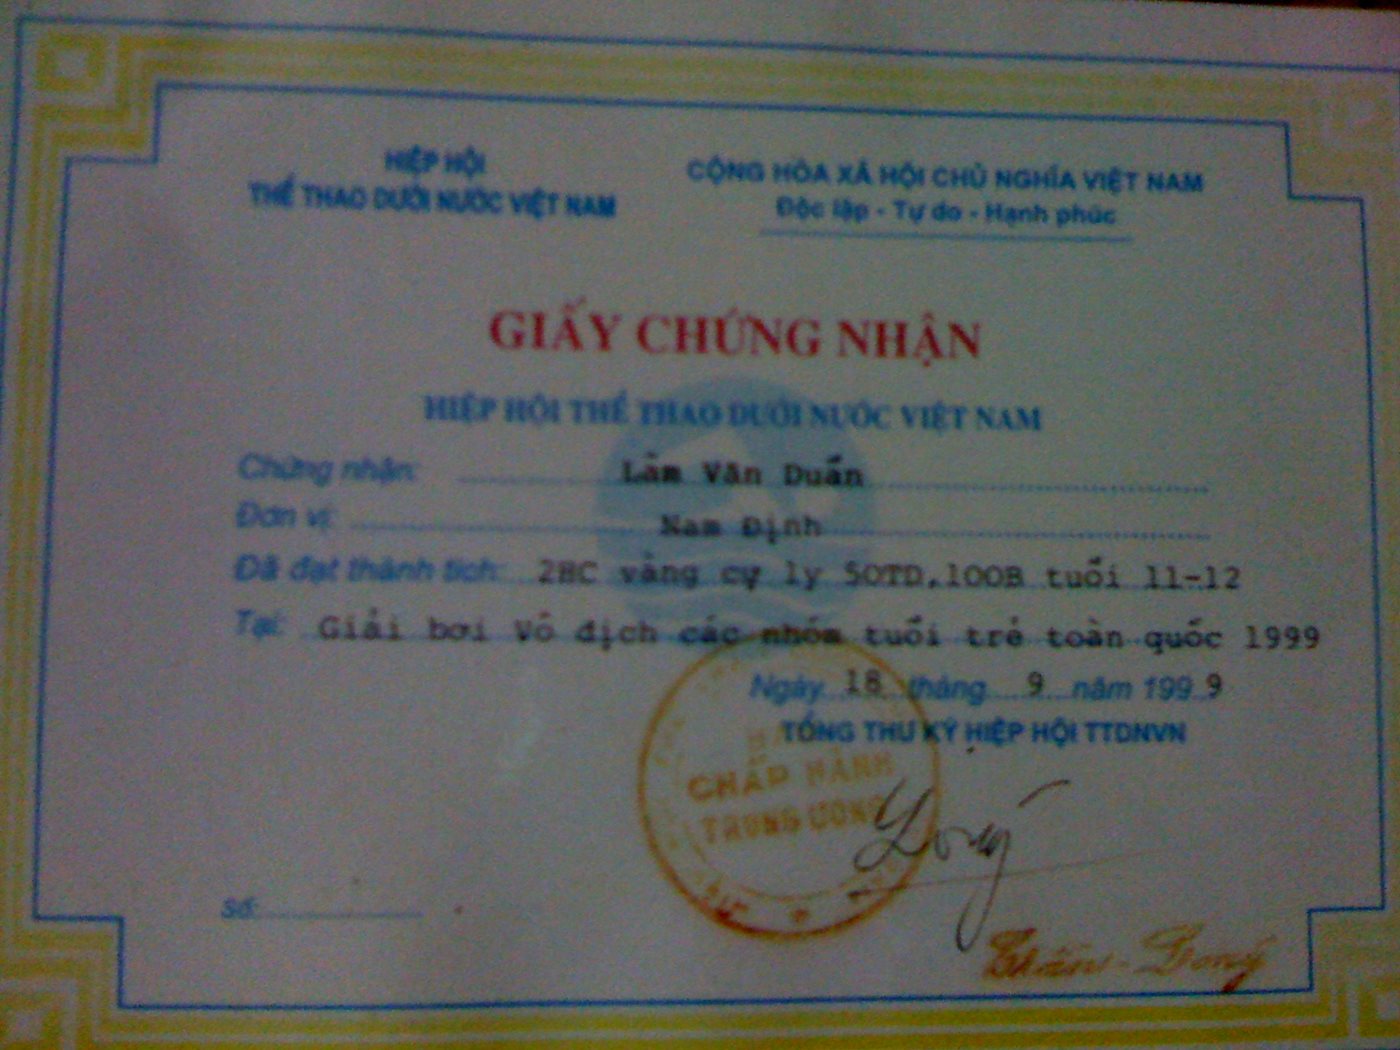 HIỆP HỘI
THỂ THAO DƯỚI NƯỚC VIỆT NAM
CỘNG HÒA XÃ HỘI CHỦ NGHĨA VIỆT NAM
Độc lập - Tự do - Hạnh phúc
GIẤY CHỨNG NHẬN
HIỆP HỘI THỂ THAO DƯỚI NƯỚC VIỆT NAM
Chứng nhận: Lâm Văn Duẩn
Đơn vị: Nam Định
Đã đạt thành tích: 2HC vàng cự ly 50TD,100B tuổi 11-12
Tại: Giải bơi Vô địch các nhóm tuổi trẻ toàn quốc 1999
Ngày 18 tháng 9 năm 1999
TỔNG THƯ KÝ HIỆP HỘI TTDNVN
CHẤP HÀNH
TRUNG ƯƠNG
Số: